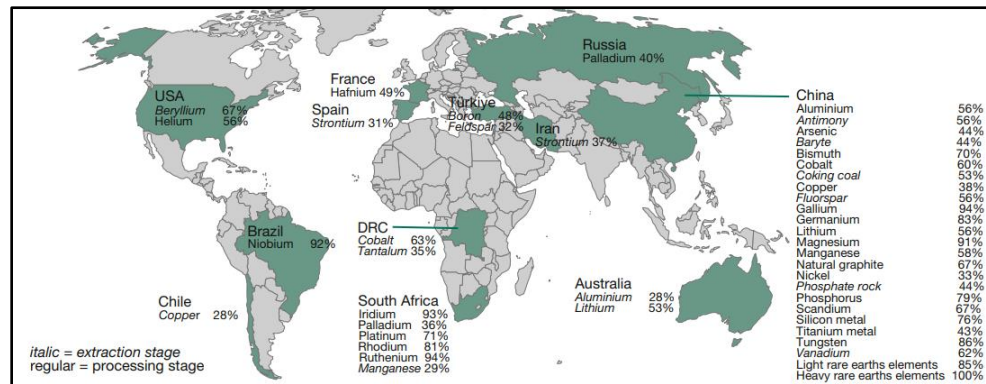 Russia
Palladium 40%
France
Hafnium 49%
USA
Beryllium 67%
Helium 56%
Spain
Strontium 31%
Türkiye
Boron 48%
Feldspar 32%
Iran
Strontium 37%
China
Aluminium 56%
Antimony 56%
Arsenic 44%
Baryte 44%
Bismuth 70%
Cobalt 60%
Coking coal 53%
Copper 38%
Fluorspar 56%
Gallium 94%
Germanium 83%
Lithium 56%
Magnesium 91%
Manganese 58%
Natural graphite 67%
Nickel 33%
Phosphate rock 44%
Phosphorus 79%
Scandium 67%
Silicon metal 76%
Titanium metal 43%
Tungsten 86%
Vanadium 62%
Light rare earths elements 85%
Heavy rare earths elements 100%
Brazil
Niobium 92%
DRC
Cobalt 63%
Tantalum 35%
Chile
Copper 28%
South Africa
Iridium 93%
Palladium 36%
Platinum 71%
Rhodium 81%
Ruthenium 94%
Manganese 29%
Australia
Aluminium 28%
Lithium 53%
italic = extraction stage
regular = processing stage